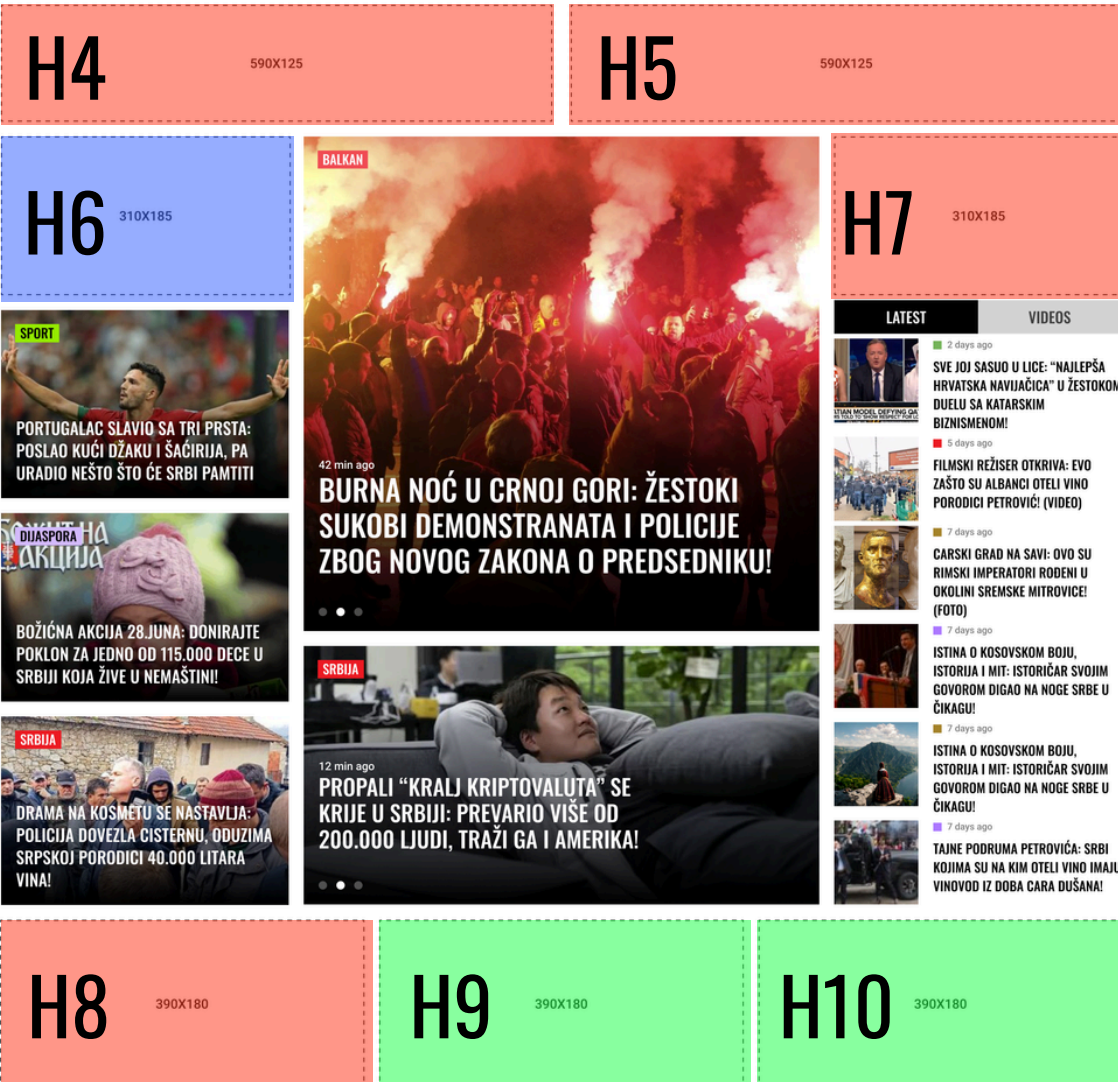 H4
590X125
H5
590X125
H6
310X185
BALKAN
42 min ago
BURNA NOĆ U CRNOJ GORI: ŽESTOKI
SUKOBI DEMONSTRANATA I POLICIJE
ZBOG NOVOG ZAKONA O PREDSEDNIKU!
H7
310X185
SPORT
PORTUGALAC SLAVIO SA TRI PRSTA:
POSLAO KUĆI DŽAKU I ŠAĆIRIJA, PA
URADIO NEŠTO ŠTO ĆE SRBI PAMTITI
DIJASPORA
АКЦИЈА
BOŽIĆNA AKCIJA 28.JUNA: DONIRAJTE
POKLON ZA JEDNO OD 115.000 DECE U
SRBIJI KOJA ŽIVE U NEMAŠTINI!
SRBIJA
DRAMA NA KOSMETU SE NASTAVLJA:
POLICIJA DOVEZLA CISTERNU, ODUZIMA
SRPSKOJ PORODICI 40.000 LITARA
VINA!
SRBIJA
12 min ago
PROPALI “KRALJ KRIPTOVALUTA” SE
KRIJE U SRBIJI: PREVARIO VIŠE OD
200.000 LJUDI, TRAŽI GA I AMERIKA!
LATEST
VIDEOS
2 days ago
SVE JOJ SASUO U LICE: “NAJLEPŠA
HRVATSKA NAVIJAČICA” U ŽESTOKOM
DUELU SA KATARSKIM
BIZNISMENOM!
TIAN MODEL DEFYING QA
5 days ago
FILMSKI REŽISER OTKRIVA: EVO
ZAŠTO SU ALBANCI OTELI VINO
PORODICI PETROVIĆ! (VIDEO)
7 days ago
CARSKI GRAD NA SAVI: OVO SU
RIMSKI IMPERATORI ROĐENI U
OKOLINI SREMSKE MITROVICE!
(FOTO)
7 days ago
ISTINA O KOSOVSKOM BOJU,
ISTORIJA I MIT: ISTORIČAR SVOJIM
GOVOROM DIGAO NA NOGE SRBE U
ČIKAGU!
7 days ago
ISTINA O KOSOVSKOM BOJU,
ISTORIJA I MIT: ISTORIČAR SVOJIM
GOVOROM DIGAO NA NOGE SRBE U
ČIKAGU!
7 days ago
TAJNE PODRUMA PETROVIĆA: SRBI
KOJIMA SU NA KIM OTELI VINO IMAJU
VINOVOD IZ DOBA CARA DUŠANA!
H8
390X180
H9
390X180
H10
390X180